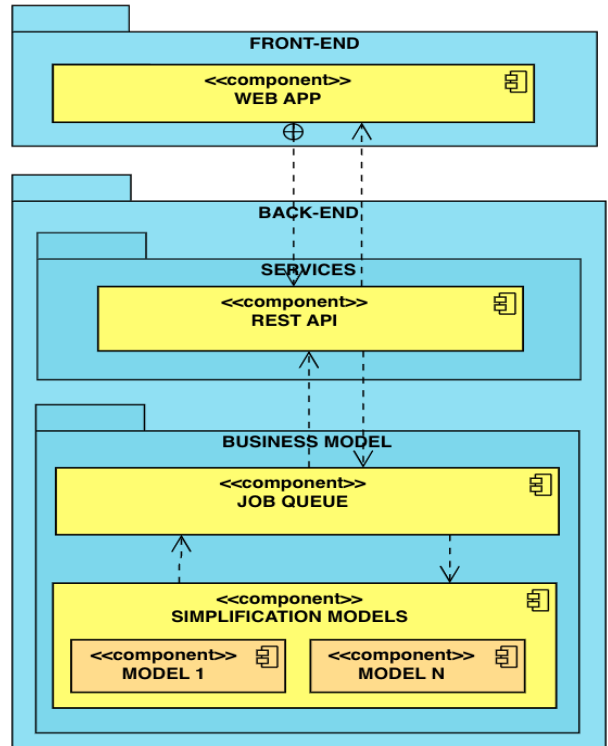 FRONT-END
<<component>>
WEB APP
BACK-END
SERVICES
<<component>>
REST API
BUSINESS MODEL
<<component>>
JOB QUEUE
<<component>>
SIMPLIFICATION MODELS
<<component>>
MODEL 1
<<component>>
MODEL N